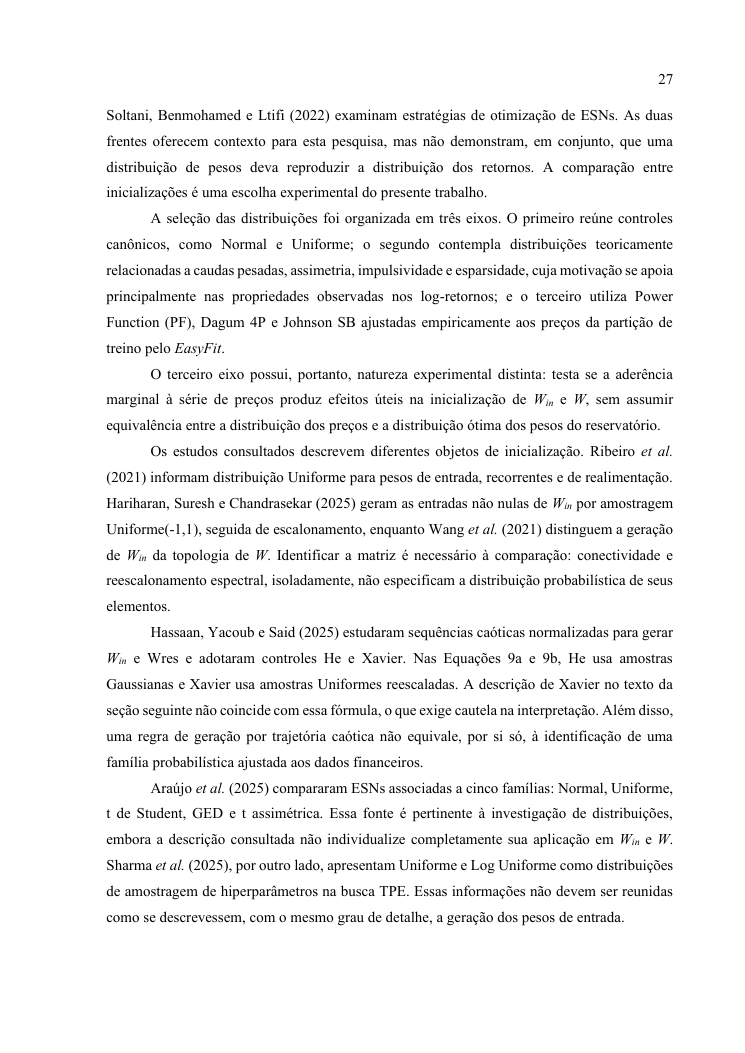 27
Soltani, Benmohamed e Ltifi (2022) examinam estratégias de otimização de ESNs. As duas
frentes oferecem contexto para esta pesquisa, mas não demonstram, em conjunto, que uma
distribuição de pesos deva reproduzir a distribuição dos retornos. A comparação entre
inicializações é uma escolha experimental do presente trabalho.
A seleção das distribuições foi organizada em três eixos. O primeiro reúne controles
canônicos, como Normal e Uniforme; o segundo contempla distribuições teoricamente
relacionadas a caudas pesadas, assimetria, impulsividade e esparsidade, cuja motivação se apoia
principalmente nas propriedades observadas nos log-retornos; e o terceiro utiliza Power
Function (PF), Dagum 4P e Johnson SB ajustadas empiricamente aos preços da partição de
treino pelo EasyFit.
O terceiro eixo possui, portanto, natureza experimental distinta: testa se a aderência
marginal à série de preços produz efeitos úteis na inicialização de Win e W, sem assumir
equivalência entre a distribuição dos preços e a distribuição ótima dos pesos do reservatório.
Os estudos consultados descrevem diferentes objetos de inicialização. Ribeiro et al.
(2021) informam distribuição Uniforme para pesos de entrada, recorrentes e de realimentação.
Hariharan, Suresh e Chandrasekar (2025) geram as entradas não nulas de Win por amostragem
Uniforme(-1,1), seguida de escalonamento, enquanto Wang et al. (2021) distinguem a geração
de Win da topologia de W. Identificar a matriz é necessário à comparação: conectividade e
reescalonamento espectral, isoladamente, não especificam a distribuição probabilística de seus
elementos.
Hassaan, Yacoub e Said (2025) estudaram sequências caóticas normalizadas para gerar
Win e Wres e adotaram controles He e Xavier. Nas Equações 9a e 9b, He usa amostras
Gaussianas e Xavier usa amostras Uniformes reescaladas. A descrição de Xavier no texto da
seção seguinte não coincide com essa fórmula, o que exige cautela na interpretação. Além disso,
uma regra de geração por trajetória caótica não equivale, por si só, à identificação de uma
família probabilística ajustada aos dados financeiros.
Araújo et al. (2025) compararam ESNs associadas a cinco famílias: Normal, Uniforme,
t de Student, GED e t assimétrica. Essa fonte é pertinente à investigação de distribuições,
embora a descrição consultada não individualize completamente sua aplicação em Win e W.
Sharma et al. (2025), por outro lado, apresentam Uniforme e Log Uniforme como distribuições
de amostragem de hiperparâmetros na busca TPE. Essas informações não devem ser reunidas
como se descrevessem, com o mesmo grau de detalhe, a geração dos pesos de entrada.